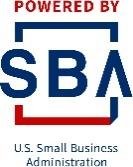 POWERED BY
SBA
U.S. Small Business
Administration